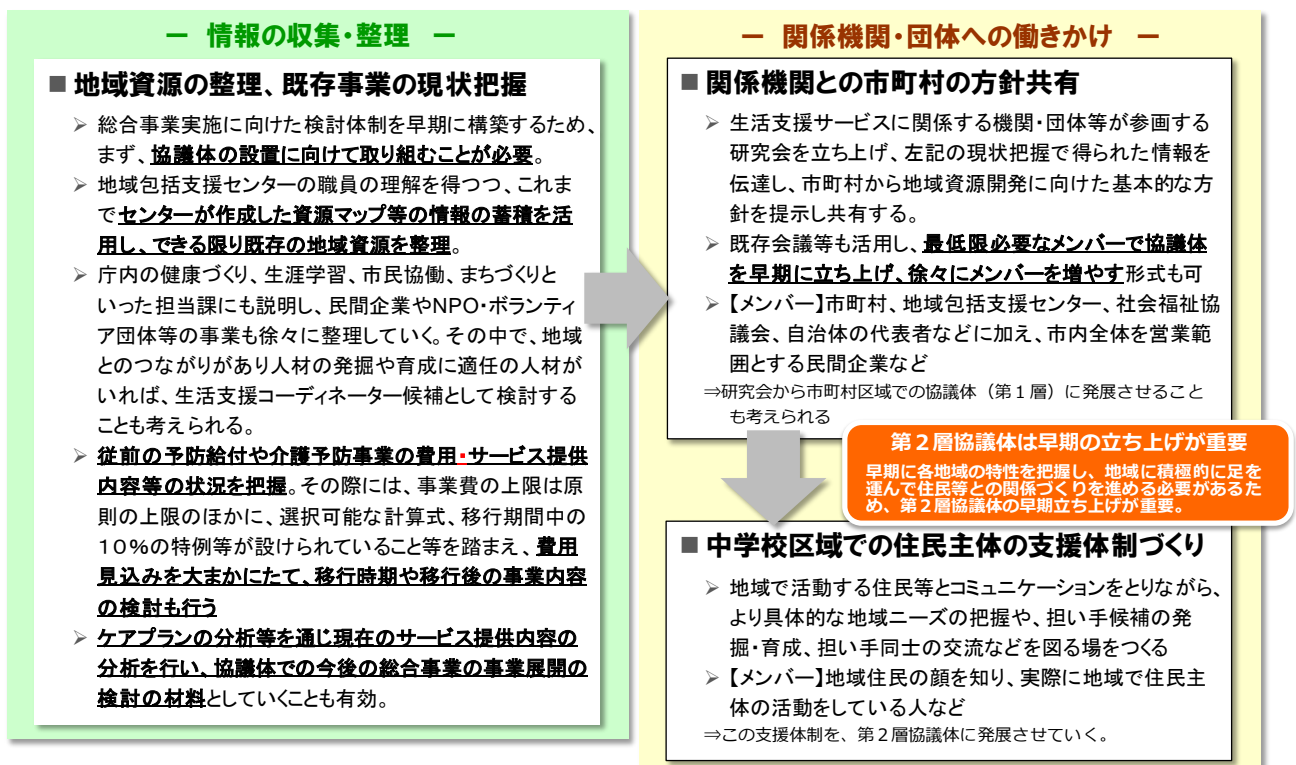 － 情報の収集・整理 －
■ 地域資源の整理、既存事業の現状把握
➢ 総合事業実施に向けた検討体制を早期に構築するため、
まず、協議体の設置に向けて取り組むことが必要。
➢ 地域包括支援センターの職員の理解を得つつ、これま
でセンターが作成した資源マップ等の情報の蓄積を活
用し、できる限り既存の地域資源を整理。
➢ 庁内の健康づくり、生涯学習、市民協働、まちづくりと
いった担当課にも説明し、民間企業やNPO・ボランティ
ア団体等の事業も徐々に整理していく。その中で、地域
とのつながりがあり人材の発掘や育成に適任の人材が
いれば、生活支援コーディネーター候補として検討する
ことも考えられる。
➢ 従前の予防給付や介護予防事業の費用・サービス提供
内容等の状況を把握。その際には、事業費の上限は原
則の上限のほかに、選択可能な計算式、移行期間中の
１０％の特例等が設けられていること等を踏まえ、費用
見込みを大まかにたて、移行時期や移行後の事業内容
の検討も行う
➢ ケアプランの分析等を通じ現在のサービス提供内容の
分析を行い、協議体での今後の総合事業の事業展開の
検討の材料としていくことも有効。
－ 関係機関・団体への働きかけ －
■ 関係機関との市町村の方針共有
➢ 生活支援サービスに関係する機関・団体等が参画する
研究会を立ち上げ、左記の現状把握で得られた情報を
伝達し、市町村から地域資源開発に向けた基本的な方
針を提示し共有する。
➢ 既存会議等も活用し、最低限必要なメンバーで協議体
を早期に立ち上げ、徐々にメンバーを増やす形式も可
➢ 【メンバー】市町村、地域包括支援センター、社会福祉協
議会、自治体の代表者などに加え、市内全体を営業範
囲とする民間企業など
⇒研究会から市町村区域での協議体（第１層）に発展させること
も考えられる
第２層協議体は早期の立ち上げが重要
早期に各地域の特性を把握し、地域に積極的に足を
運んで住民等との関係づくりを進める必要があるた
め、第２層協議体の早期立ち上げが重要。
■ 中学校区域での住民主体の支援体制づくり
➢ 地域で活動する住民等とコミュニケーションをとりながら、
より具体的な地域ニーズの把握や、担い手候補の発
掘・育成、担い手同士の交流などを図る場をつくる
➢ 【メンバー】地域住民の顔を知り、実際に地域で住民主
体の活動をしている人など
⇒この支援体制を、第２層協議体に発展させていく。